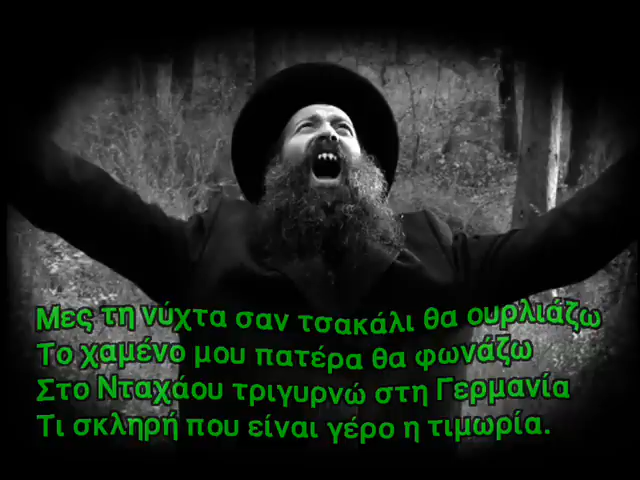 Μες τη νύχτα σαν τσακάλι θα ουρλιάζω
Το χαμένο μου πατέρα θα φωνάζω
Στο Νταχάου τριγυρνώ στη Γερμανία
Τι σκληρή που είναι γέρο η τιμωρία.